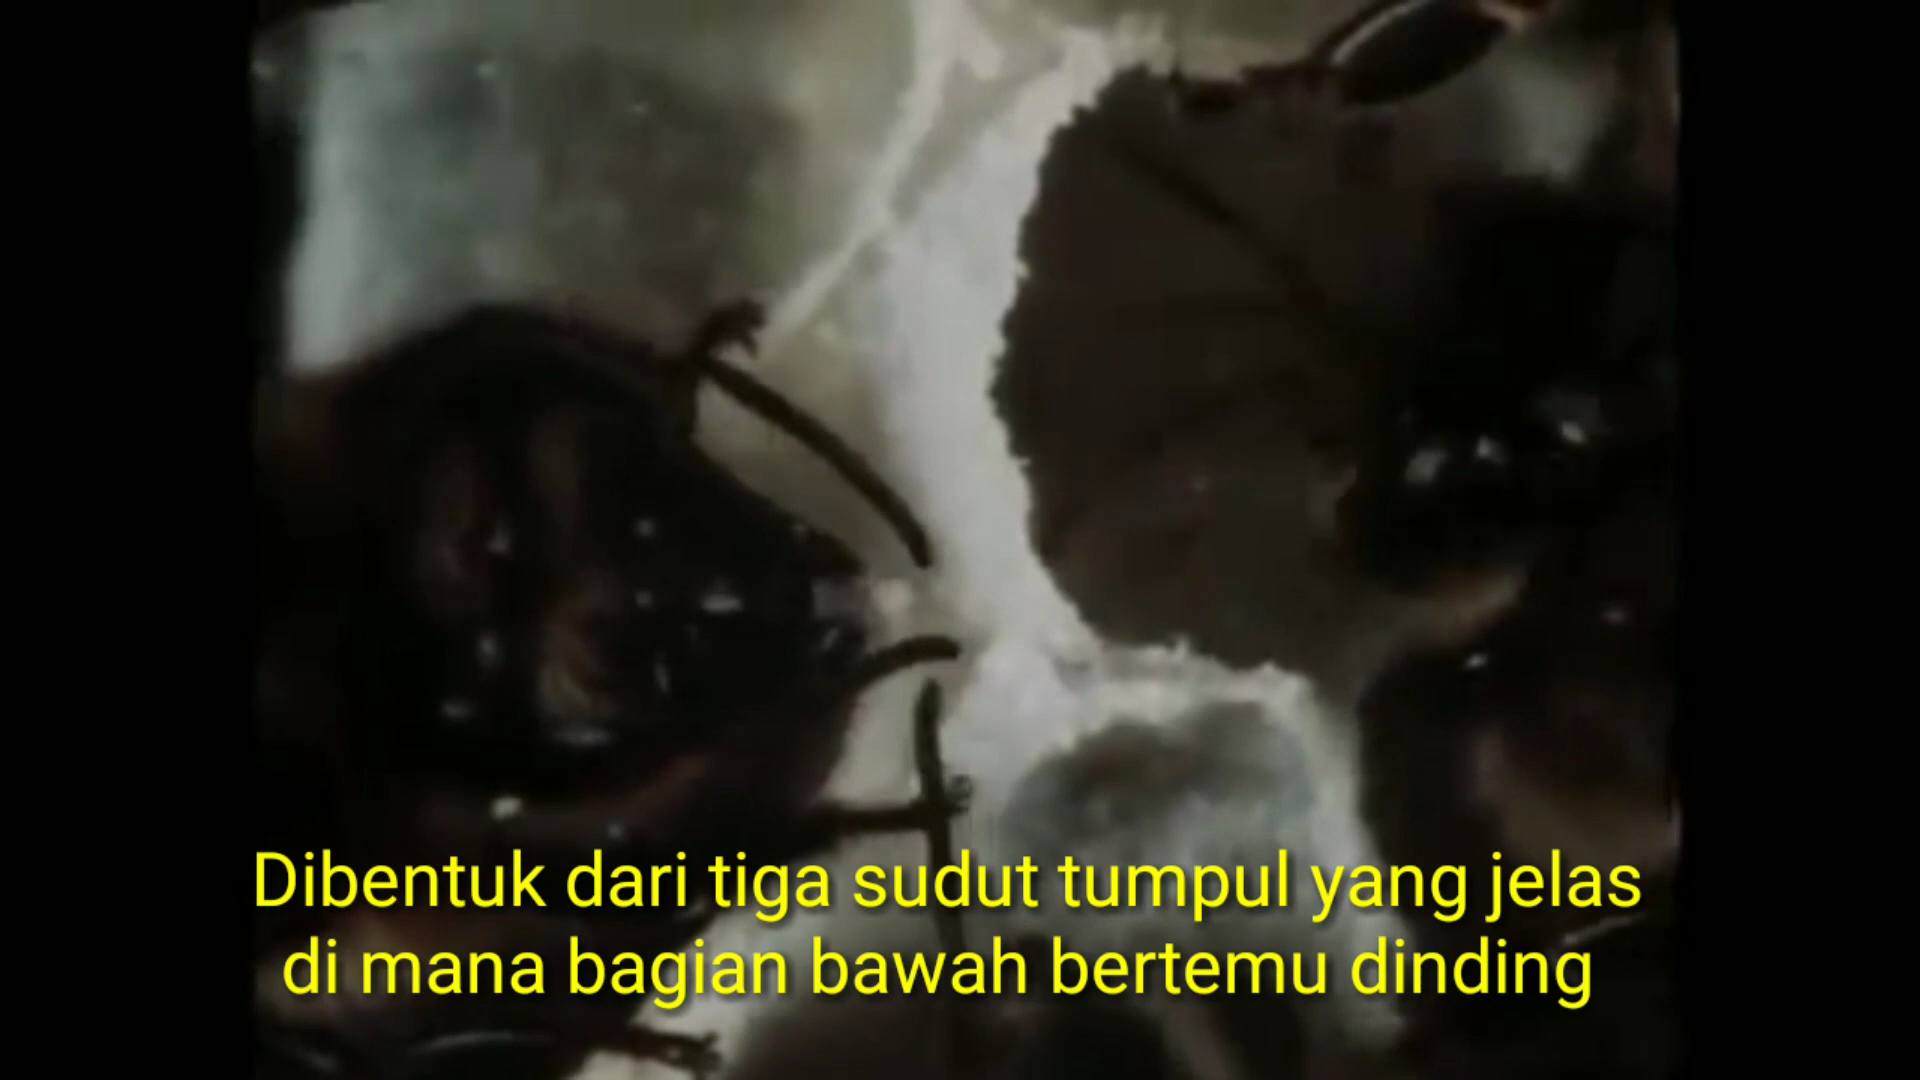 Dibentuk dari tiga sudut tumpul yang jelas
di mana bagian bawah bertemu dinding